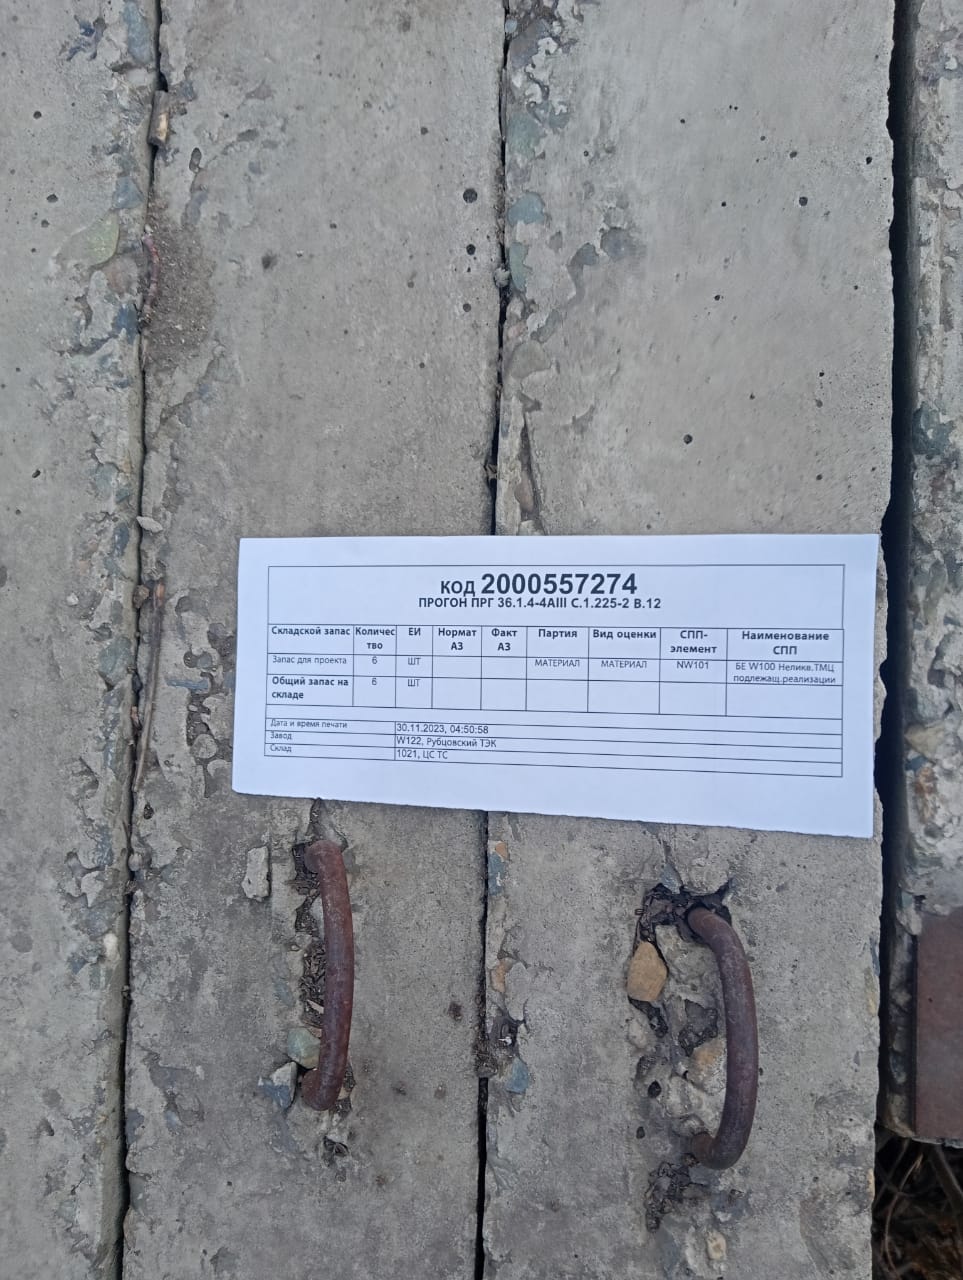 КОД 2000557274
ПРОГОН ПРГ 36.1.4-4АIII С.1.225-2 В.12
Складской запас Количес тво ЕИ Нормат АЗ Факт АЗ Партия Вид оценки СПП-элемент Наименование СПП
Запас для проекта 6 ШТ МАТЕРИАЛ МАТЕРИАЛ NW101 БЕ W100 Неликв.ТМЦ подлежащ.реализации
Общий запас на складе 6 ШТ
Дата и время печати 30.11.2023, 04:50:58
Завод W122, Рубцовский ТЭК
Склад 1021, ЦС ТС